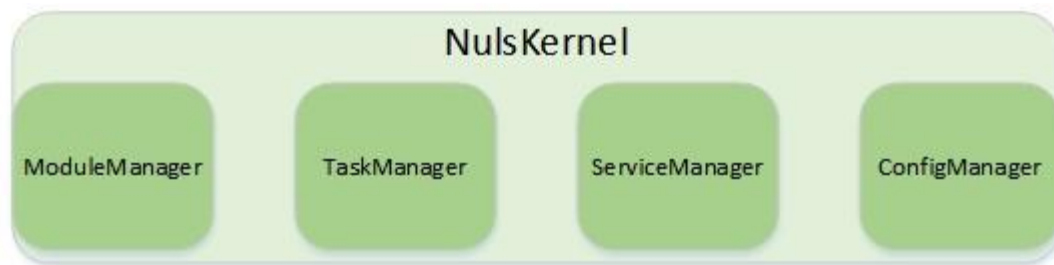 NulsKernel
ModuleManager
TaskManager
ServiceManager
ConfigManager